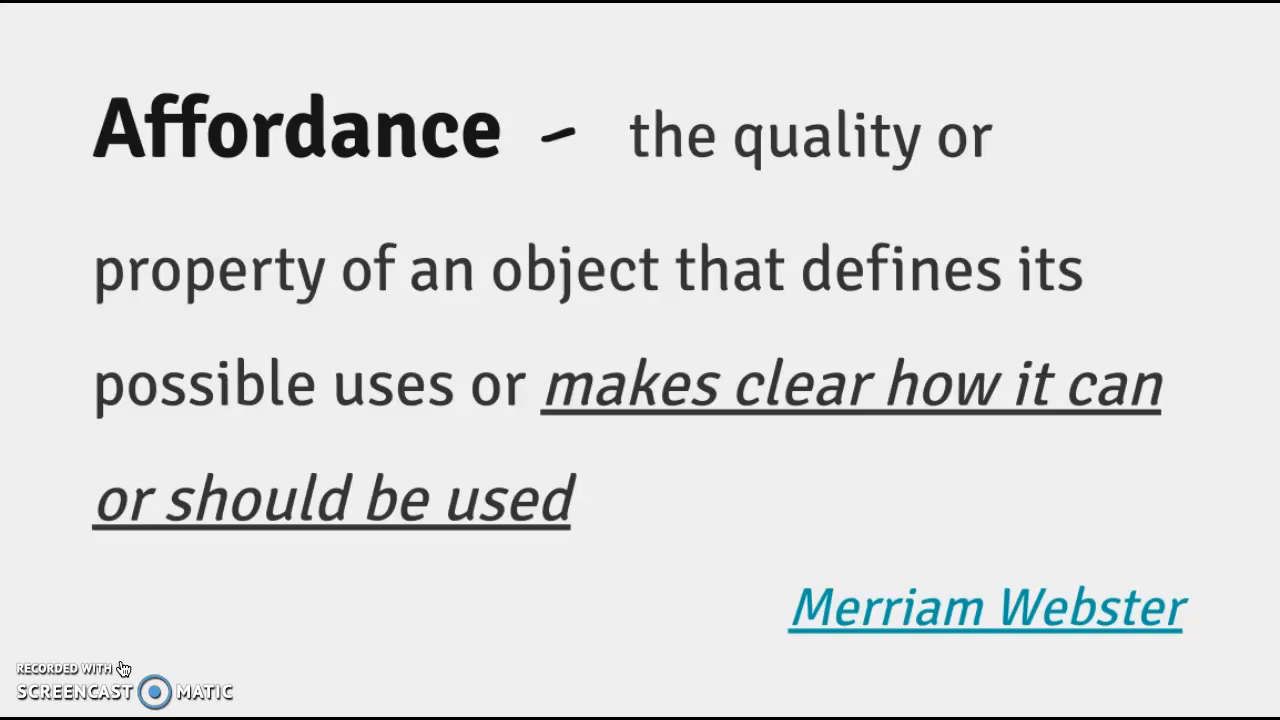 Affordance - the quality or
property of an object that defines its
possible uses or makes clear how it can
or should be used
Merriam Webster
RECORDED WITH
SCREENCAST MATIC